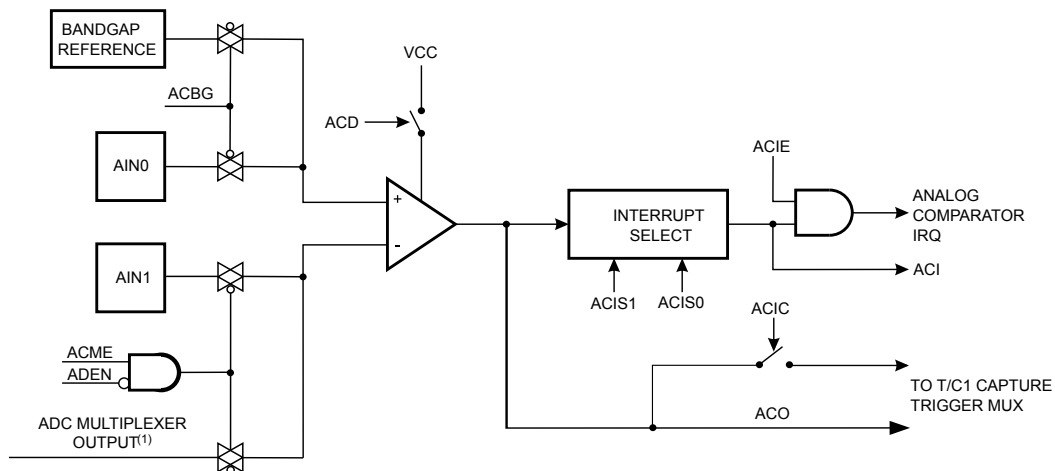 BANDGAP
REFERENCE
VCC
ACBG
ACD
AIN0
ACIE
+
-
INTERRUPT
SELECT
ANALOG
COMPARATOR
IRQ
AIN1
ACI
ACIS1
ACIS0
ACIC
ACME
ADEN
TO T/C1 CAPTURE
TRIGGER MUX
ACO
ADC MULTIPLEXER
OUTPUT(1)